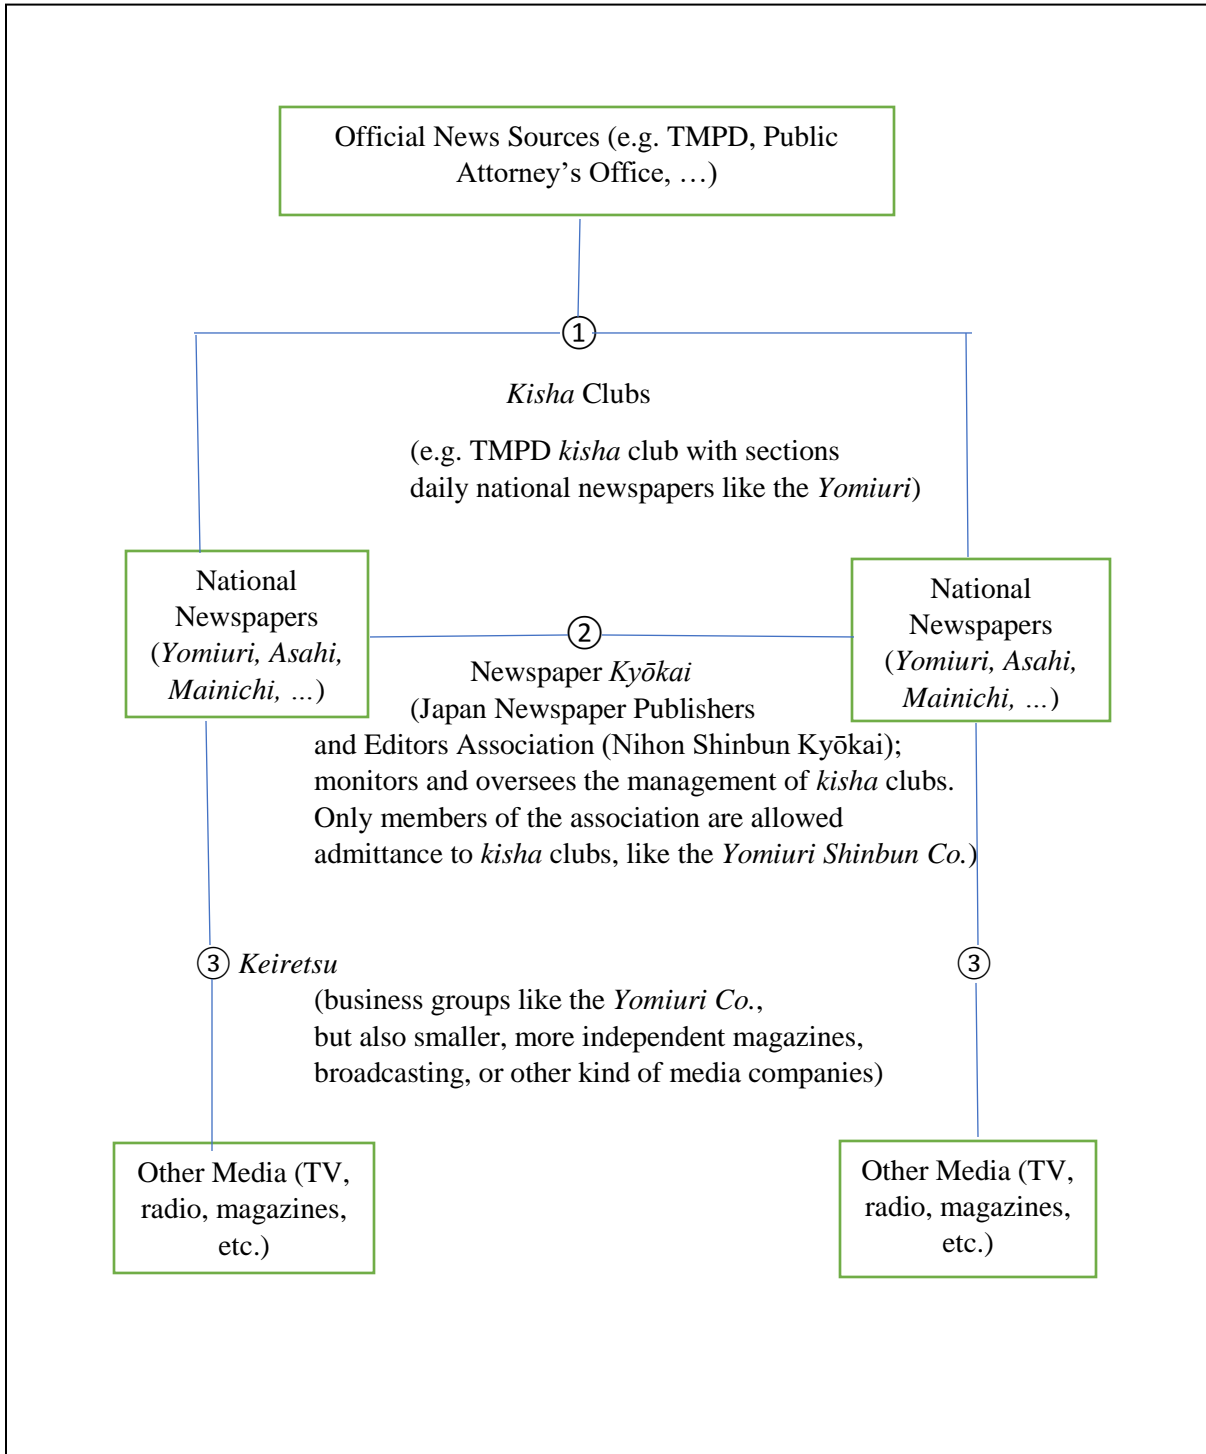 Official News Sources (e.g. TMPD, Public
Attorney’s Office, …)
①
Kisha Clubs
(e.g. TMPD kisha club with sections
daily national newspapers like the Yomiuri)
National
Newspapers
(Yomiuri, Asahi,
Mainichi, …)
National
Newspapers
(Yomiuri, Asahi,
Mainichi, …)
②
Newspaper Kyōkai
(Japan Newspaper Publishers
and Editors Association (Nihon Shinbun Kyōkai);
monitors and oversees the management of kisha clubs.
Only members of the association are allowed
admittance to kisha clubs, like the Yomiuri Shinbun Co.)
③ Keiretsu
③
(business groups like the Yomiuri Co.,
but also smaller, more independent magazines,
broadcasting, or other kind of media companies)
Other Media (TV,
radio, magazines,
etc.)
Other Media (TV,
radio, magazines,
etc.)